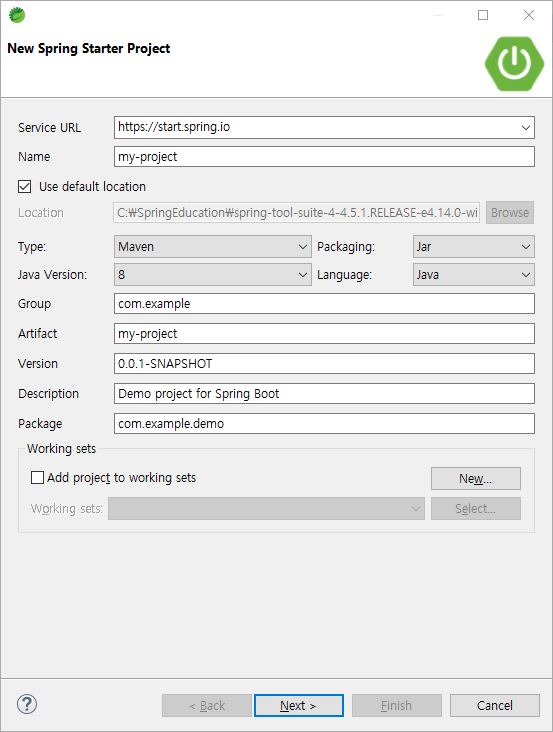 New Spring Starter Project
Service URL https://start.spring.io
Name my-project
Use default location
Location C:₩SpringEducation₩spring-tool-suite-4-4.5.1.RELEASE-e4.14.0-wi Browse
Type: Maven Packaging: Jar
Java Version: 8 Language: Java
Group com.example
Artifact my-project
Version 0.0.1-SNAPSHOT
Description Demo project for Spring Boot
Package com.example.demo
Working sets
Add project to working sets New...
Working sets: Select...
? < Back Next > Finish Cancel